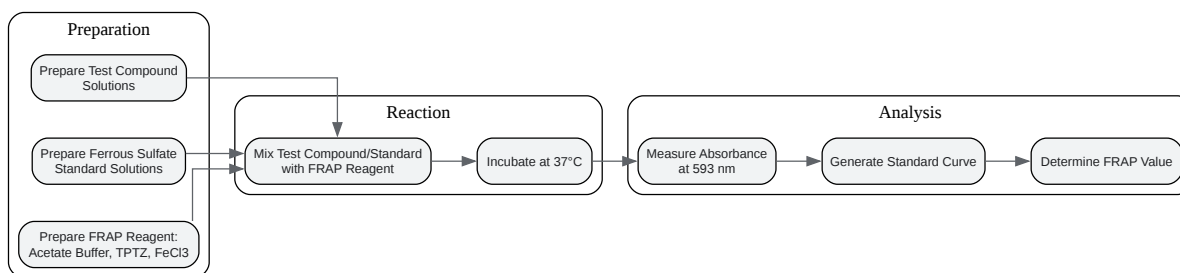 Preparation
Prepare Test Compound
Solutions
Prepare Ferrous Sulfate
Standard Solutions
Prepare FRAP Reagent:
Acetate Buffer, TPTZ, FeCl3
Reaction
Mix Test Compound/Standard
with FRAP Reagent
Incubate at 37°C
Analysis
Measure Absorbance
at 593 nm
Generate Standard Curve
Determine FRAP Value